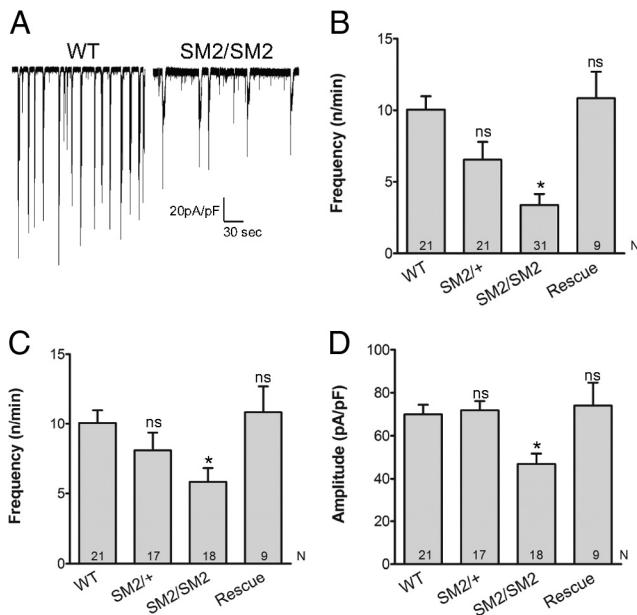 A
WT
SM2/SM2
20pA/pF
30 sec
B
Frequency (n/min)
15
10
5
0
ns
*
ns
21
21
31
9
N
WT
SM2/+
SM2/SM2
Rescue
C
Frequency (n/min)
15
10
5
0
ns
*
ns
21
17
18
9
N
WT
SM2/+
SM2/SM2
Rescue
D
Amplitude (pA/pF)
100
80
60
40
20
0
ns
*
ns
21
17
18
9
N
WT
SM2/+
SM2/SM2
Rescue